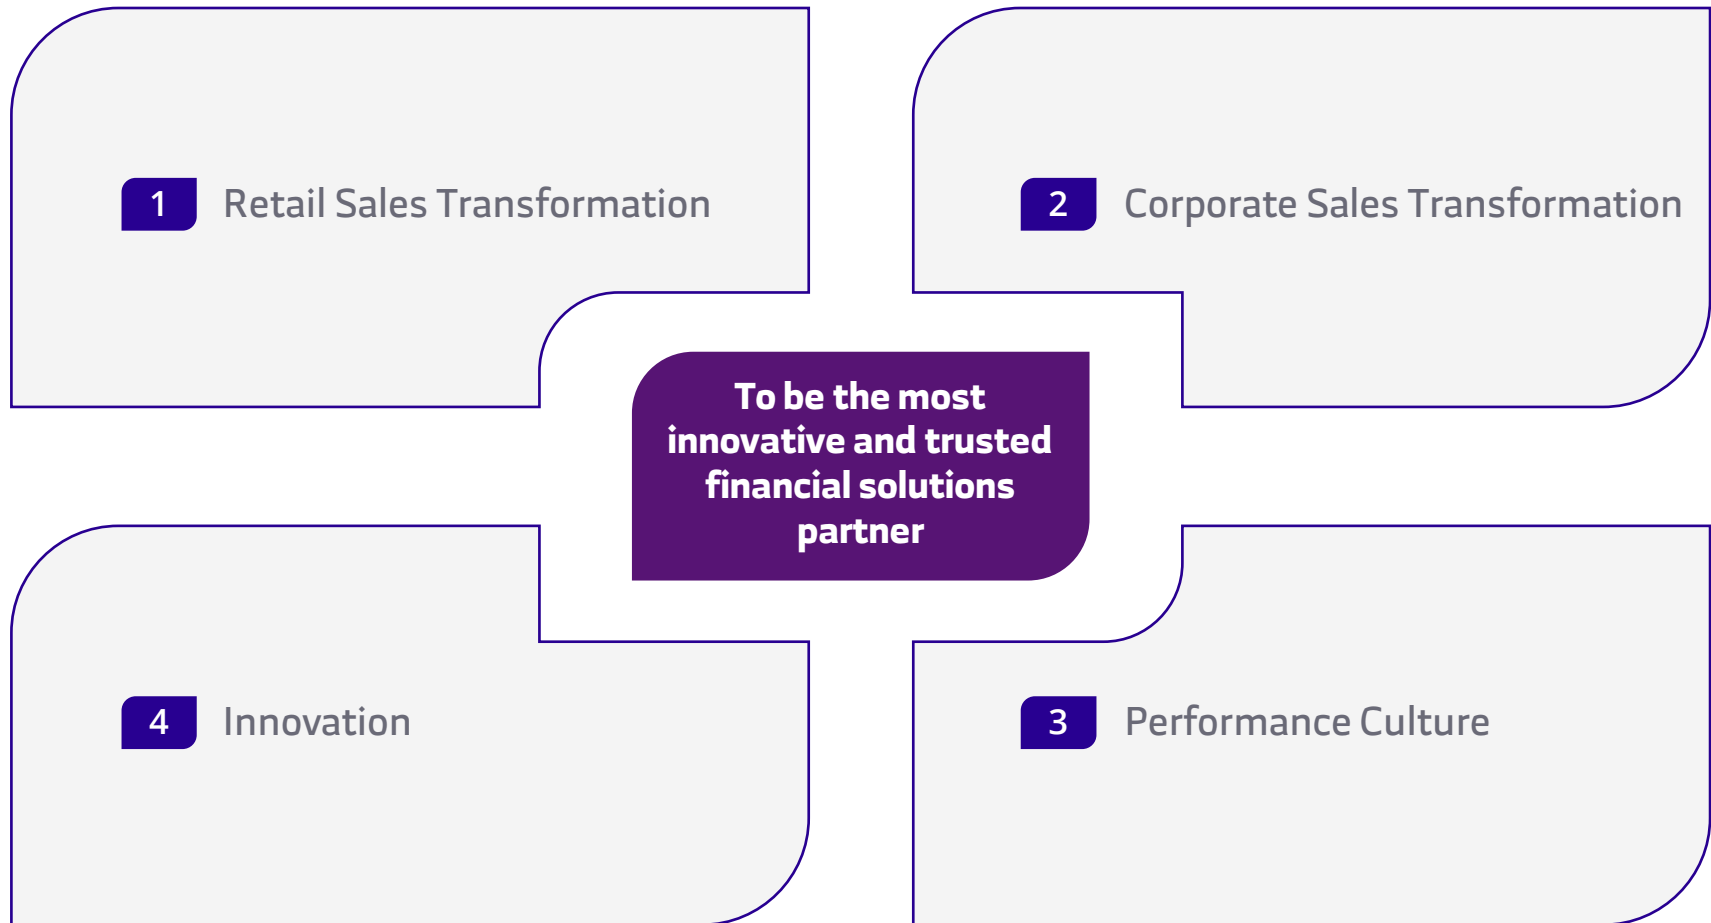 1 Retail Sales Transformation
2 Corporate Sales Transformation
To be the most
innovative and trusted
financial solutions
partner
4 Innovation
3 Performance Culture